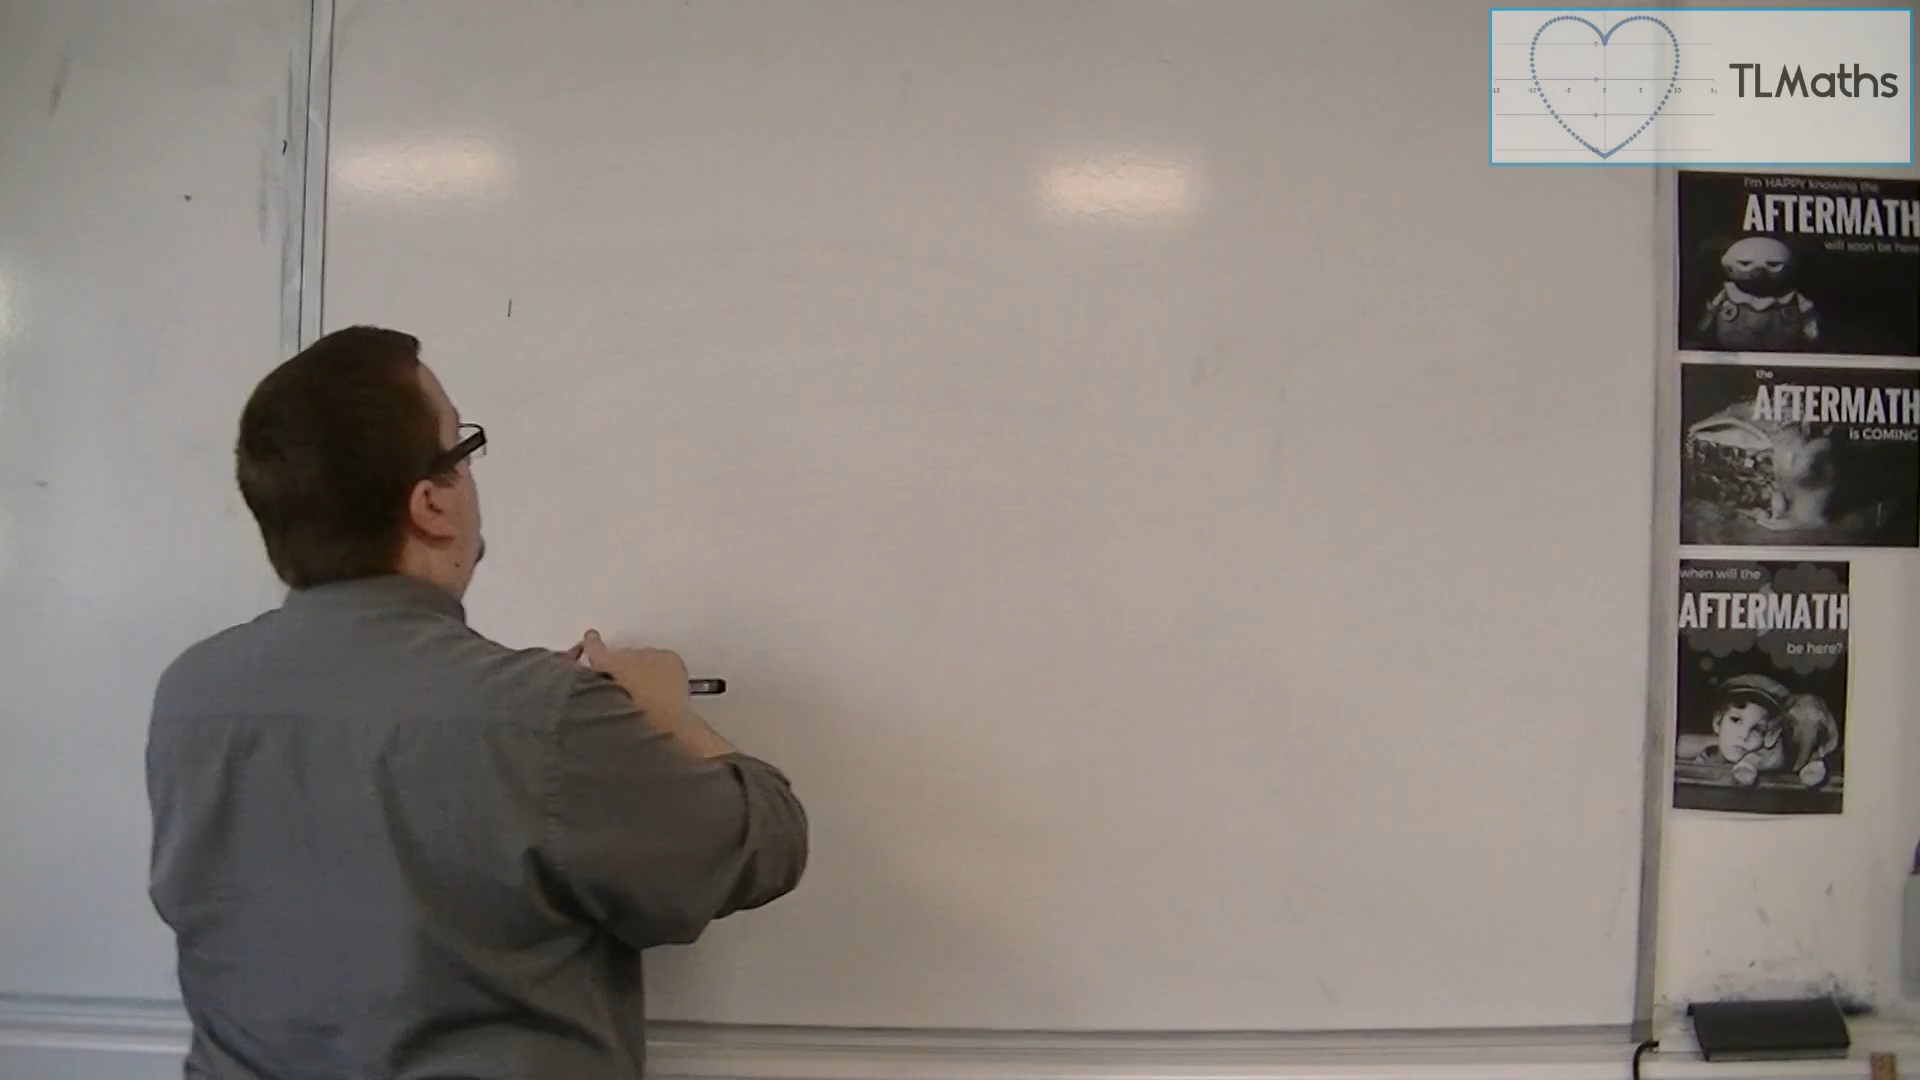 TLMaths
I'm HAPPY knowing the
AFTERMATH
will soon be here
the
AFTERMATH
is COMING
when will the
AFTERMATH
be here?